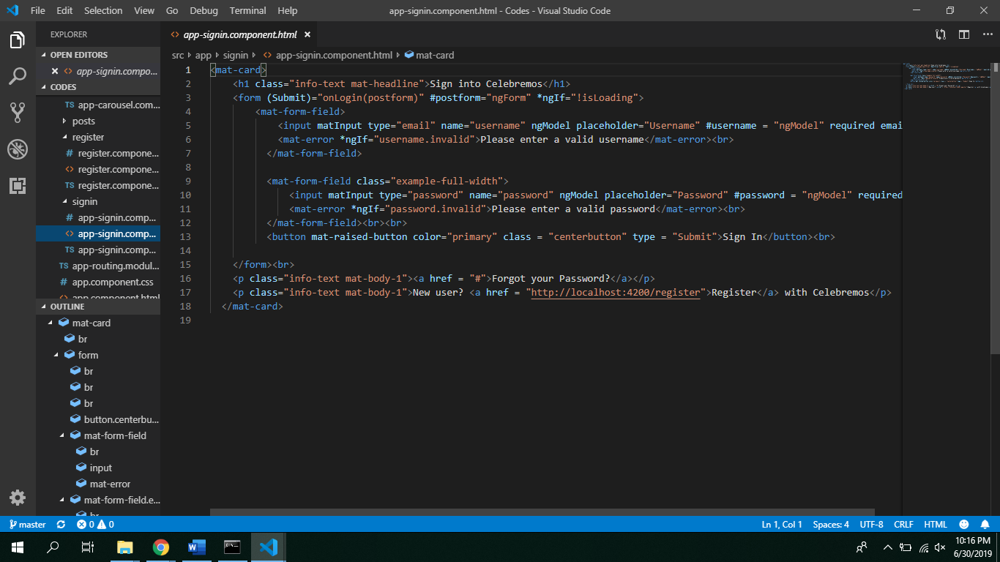 File Edit Selection View Go Debug Terminal Help
app-signin.component.html - Codes - Visual Studio Code
EXPLORER
OPEN EDITORS
app-signin.compo...
CODES
TS app-carousel.com...
posts
register
# register.compone...
<> register.compone...
TS register.compone...
signin
# app-signin.comp...
<> app-signin.comp...
TS app-signin.comp...
TS app-routing.modul...
# app.component.css
<> app.component.html
OUTLINE
mat-card
br
form
br
br
br
button.centerbu...
mat-form-field
br
input
mat-error
mat-form-field.e...
br
<> app-signin.component.html ×
src app signin <> app-signin.component.html mat-card
1 <mat-card>
2 <h1 class="info-text mat-headline">Sign into Celebremos</h1>
3 <form (Submit)="onLogin(postform)" #postform="ngForm" *ngIf="!isLoading">
4 <mat-form-field>
5 <input matInput type="email" name="username" ngModel placeholder="Username" #username = "ngModel" required emai
6 <mat-error *ngIf="username.invalid">Please enter a valid username</mat-error><br>
7 </mat-form-field>
8
9 <mat-form-field class="example-full-width">
10 <input matInput type="password" name="password" ngModel placeholder="Password" #password = "ngModel" required
11 <mat-error *ngIf="password.invalid">Please enter a valid password</mat-error><br>
12 </mat-form-field><br><br>
13 <button mat-raised-button color="primary" class = "centerbutton" type = "Submit">Sign In</button><br>
14
15 </form><br>
16 <p class="info-text mat-body-1"><a href = "#">Forgot your Password?</a></p>
17 <p class="info-text mat-body-1">New user? <a href = "http://localhost:4200/register">Register</a> with Celebremos</p>
18 </mat-card>
19
master 0 0
Ln 1, Col 1 Spaces: 4 UTF-8 CRLF HTML
10:16 PM
6/30/2019